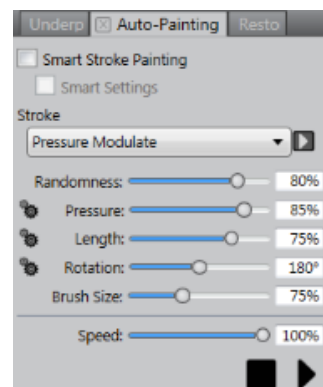 Underp Auto-Painting Resto
Smart Stroke Painting
Smart Settings
Stroke
Pressure Modulate
Randomness: 80%
Pressure: 85%
Length: 75%
Rotation: 180°
Brush Size: 75%
Speed: 100%